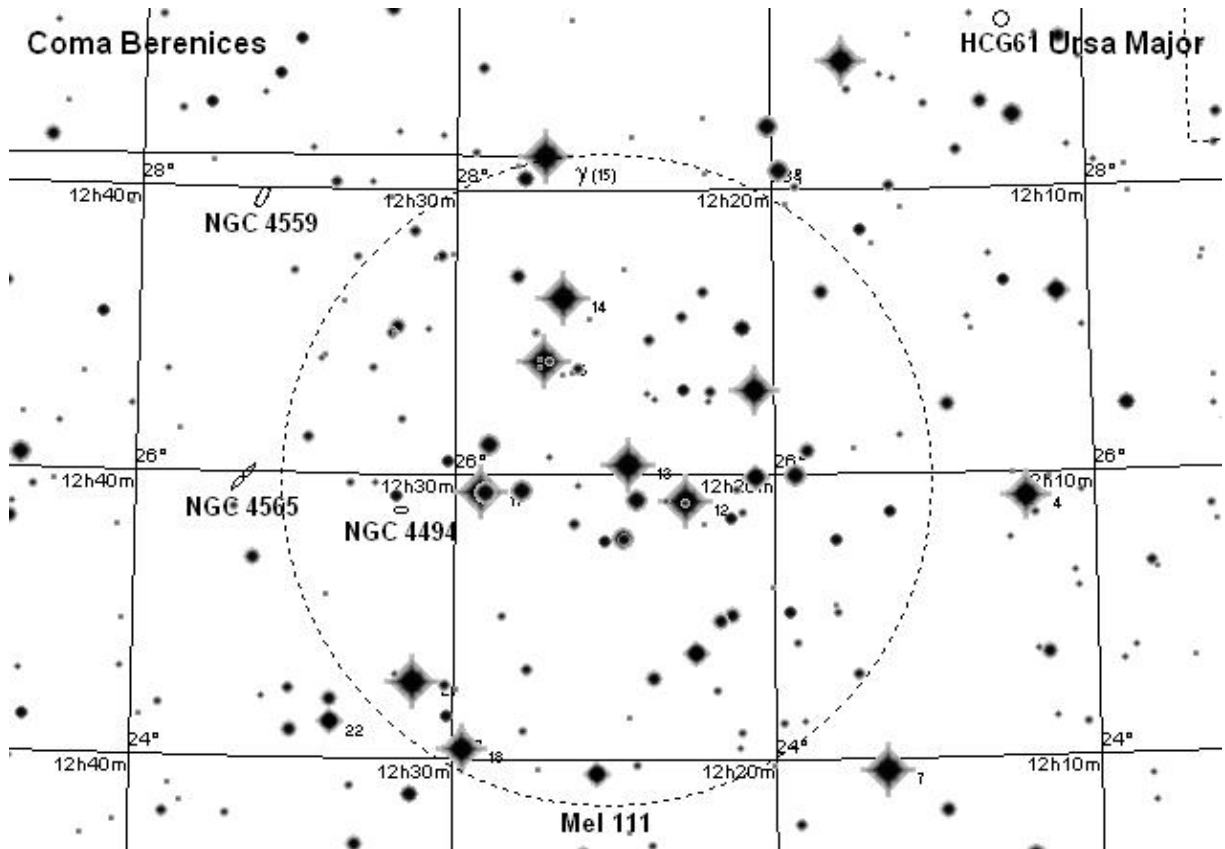 Coma Berenices
HCG61 Ursa Major
28° 28° 28°
γ (15)
12h40m 12h30m 12h20m 12h10m
NGC 4559
14
26° 26° 26°
13
12h40m 12h30m 12h20m 12h10m
NGC 4565 17 12 4
NGC 4494
22
18
24° 24° 24°
12h40m 12h30m 12h20m 12h10m
7
Mel 111